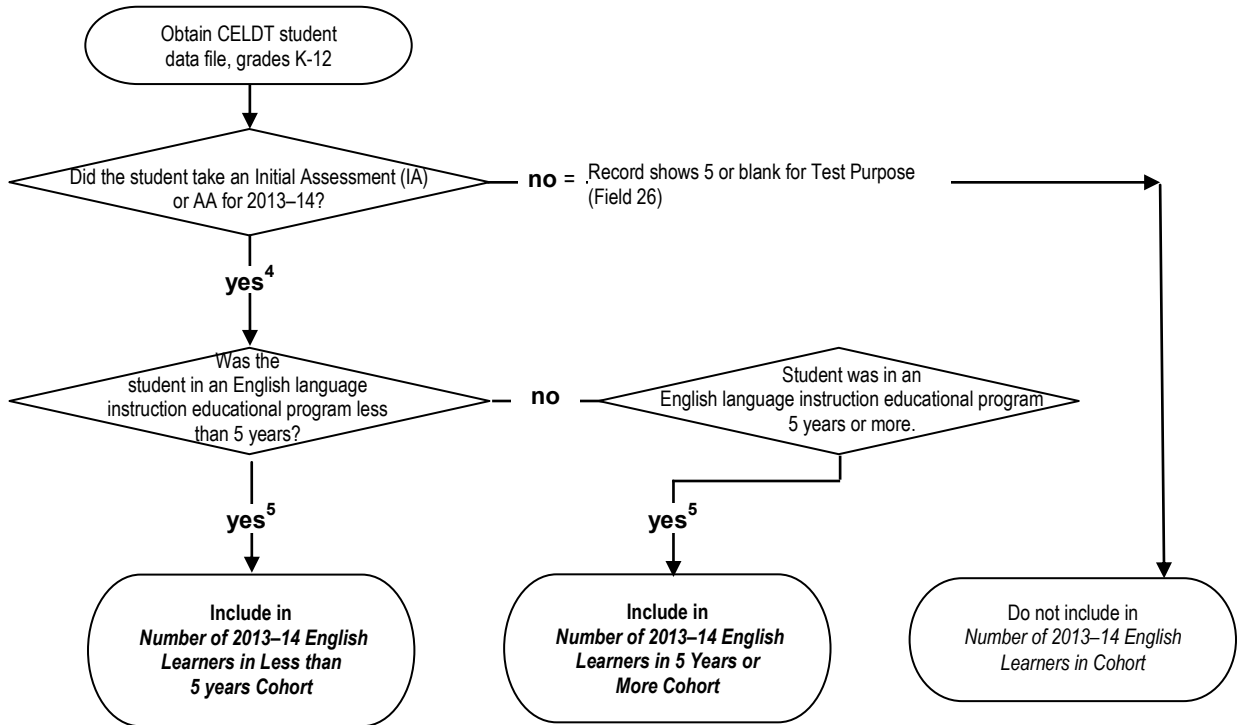 Obtain CELDT student
data file, grades K-12
Did the student take an Initial Assessment (IA)
or AA for 2013–14?
no = Record shows 5 or blank for Test Purpose
(Field 26)
yes4
Was the
student in an English language
instruction educational program less
than 5 years?
no
Student was in an
English language instruction educational program
5 years or more.
yes5
yes5
Include in
Number of 2013–14 English
Learners in Less than
5 years Cohort
Include in
Number of 2013–14 English
Learners in 5 Years or
More Cohort
Do not include in
Number of 2013–14 English
Learners in Cohort